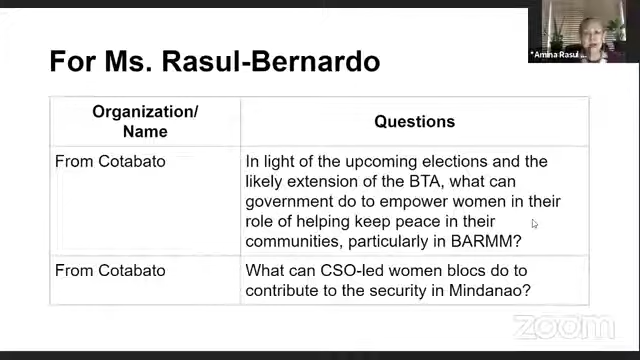 *Amina Rasul
For Ms. Rasul-Bernardo
Organization/
Name
Questions
From Cotabato
In light of the upcoming elections and the
likely extension of the BTA, what can
government do to empower women in their
role of helping keep peace in their
communities, particularly in BARMM?
From Cotabato
What can CSO-led women blocs do to
contribute to the security in Mindanao?
zoom